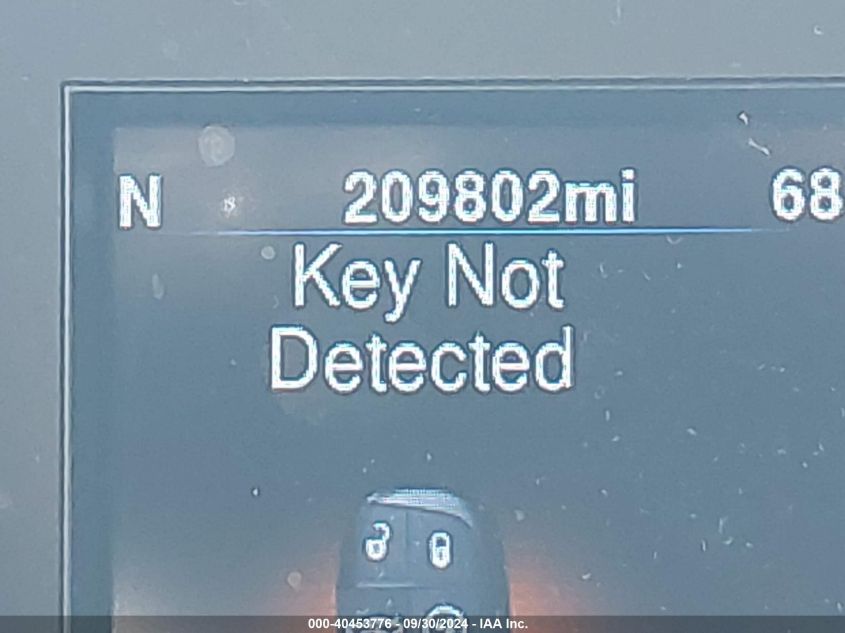 N 209802mi 68
Key Not
Detected
000-40453776 - 09/30/2024 - IAA Inc.